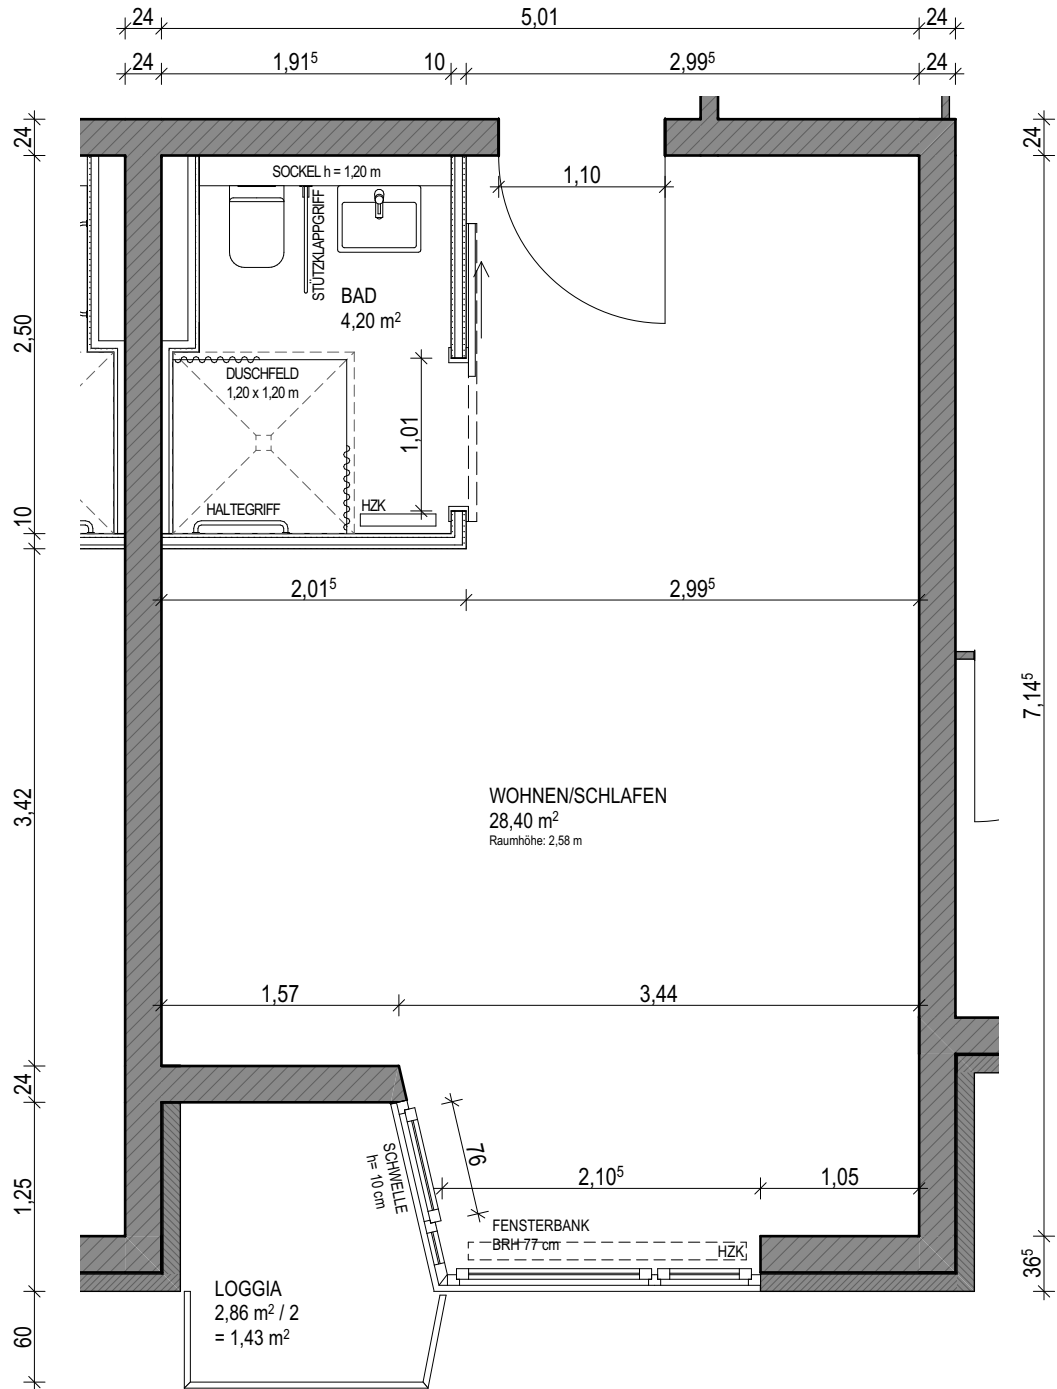 24
5,01
24
24
1,91⁵
10
2,99⁵
24
24
24
SOCKEL h = 1,20 m
1,10
STÜTZKLAPPGRIFF
BAD
4,20 m²
2,50
DUSCHFELD
1,20 x 1,20 m
1,01
HALTEGRIFF
HZK
10
2,01⁵
2,99⁵
7,14⁵
3,42
WOHNEN/SCHLAFEN
28,40 m²
Raumhöhe: 2,58 m
1,57
3,44
24
76
SCHWELLE
h= 10 cm
2,10⁵
1,05
1,25
FENSTERBANK
BRH 77 cm
HZK
36⁵
LOGGIA
2,86 m² / 2
= 1,43 m²
60